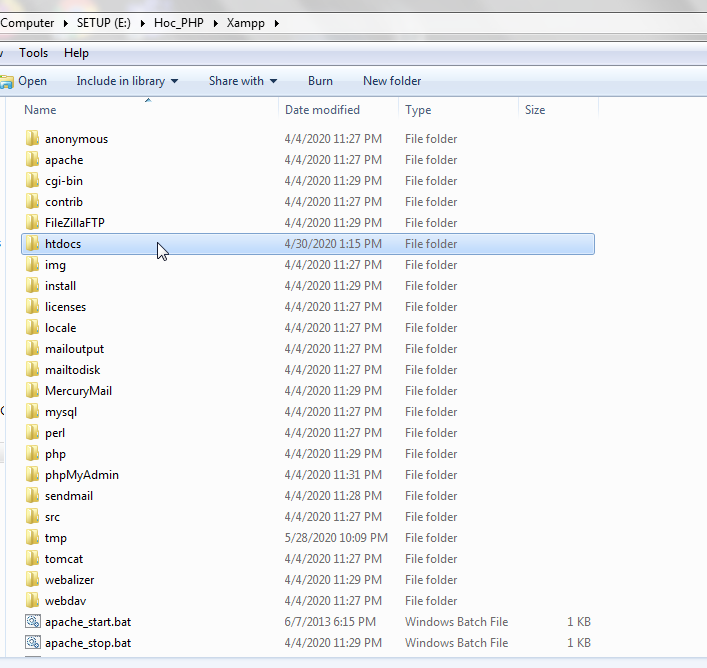 Computer ▸ SETUP (E:) ▸ Hoc_PHP ▸ Xampp ▸
Tools Help
Open Include in library Share with Burn New folder
Name Date modified Type Size
anonymous 4/4/2020 11:27 PM File folder
apache 4/4/2020 11:27 PM File folder
cgi-bin 4/4/2020 11:29 PM File folder
contrib 4/4/2020 11:27 PM File folder
FileZillaFTP 4/4/2020 11:29 PM File folder
htdocs 4/30/2020 1:15 PM File folder
img 4/4/2020 11:27 PM File folder
install 4/4/2020 11:29 PM File folder
licenses 4/4/2020 11:27 PM File folder
locale 4/4/2020 11:27 PM File folder
mailoutput 4/4/2020 11:27 PM File folder
mailtodisk 4/4/2020 11:27 PM File folder
MercuryMail 4/4/2020 11:29 PM File folder
mysql 4/4/2020 11:27 PM File folder
perl 4/4/2020 11:27 PM File folder
php 4/4/2020 11:29 PM File folder
phpMyAdmin 4/4/2020 11:31 PM File folder
sendmail 4/4/2020 11:28 PM File folder
src 4/4/2020 11:27 PM File folder
tmp 5/28/2020 10:09 PM File folder
tomcat 4/4/2020 11:27 PM File folder
webalizer 4/4/2020 11:29 PM File folder
webdav 4/4/2020 11:27 PM File folder
apache_start.bat 6/7/2013 6:15 PM Windows Batch File 1 KB
apache_stop.bat 4/4/2020 11:29 PM Windows Batch File 1 KB